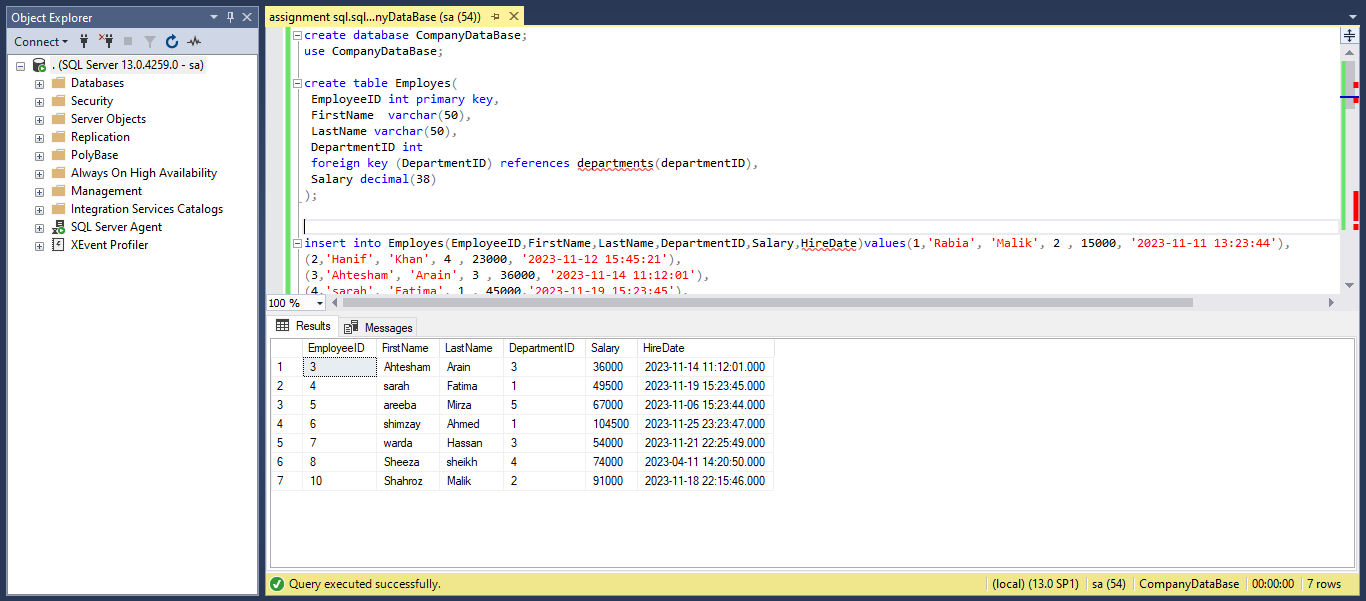 Object Explorer
Connect
. (SQL Server 13.0.4259.0 - sa)
Databases
Security
Server Objects
Replication
PolyBase
Always On High Availability
Management
Integration Services Catalogs
SQL Server Agent
XEvent Profiler
assignment sql.sql...nyDataBase (sa (54))
create database CompanyDataBase;
use CompanyDataBase;
create table Employes(
EmployeeID int primary key,
FirstName  varchar(50),
LastName varchar(50),
DepartmentID int
foreign key (DepartmentID) references departments(departmentID),
Salary decimal(38)
);
insert into Employes(EmployeeID,FirstName,LastName,DepartmentID,Salary,HireDate)values(1,'Rabia', 'Malik', 2 , 15000, '2023-11-11 13:23:44'),
(2,'Hanif', 'Khan', 4 , 23000, '2023-11-12 15:45:21'),
(3,'Ahtesham', 'Arain', 3 , 36000, '2023-11-14 11:12:01'),
(4,'sarah', 'Fatima', 1 , 45000,'2023-11-19 15:23:45'),
100 %
Results Messages
EmployeeID FirstName LastName DepartmentID Salary HireDate
1 3 Ahtesham Arain 3 36000 2023-11-14 11:12:01.000
2 4 sarah Fatima 1 49500 2023-11-19 15:23:45.000
3 5 areeba Mirza 5 67000 2023-11-06 15:23:44.000
4 6 shimzay Ahmed 1 104500 2023-11-25 23:23:47.000
5 7 warda Hassan 3 54000 2023-11-21 22:25:49.000
6 8 Sheeza sheikh 4 74000 2023-04-11 14:20:50.000
7 10 Shahroz Malik 2 91000 2023-11-18 22:15:46.000
Query executed successfully. (local) (13.0 SP1) sa (54) CompanyDataBase 00:00:00 7 rows